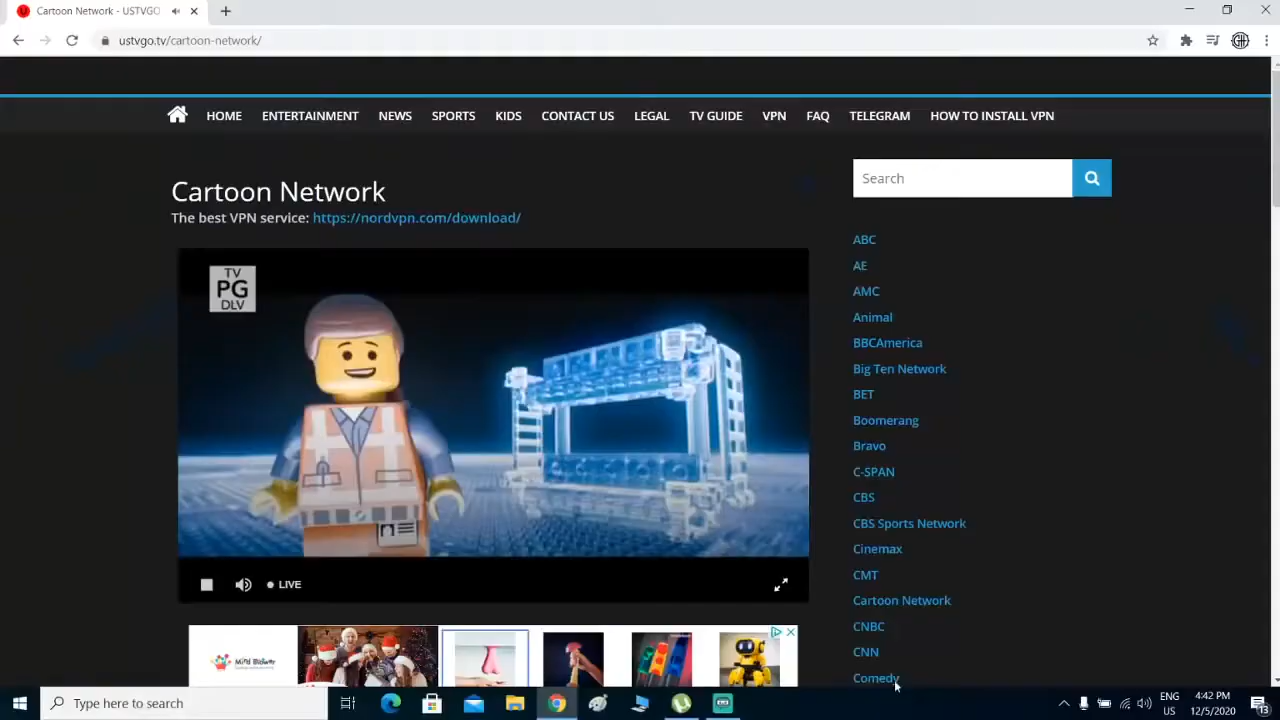 Cartoon Network - USTVGO
ustvgo.tv/cartoon-network/
HOME ENTERTAINMENT NEWS SPORTS KIDS CONTACT US LEGAL TV GUIDE VPN FAQ TELEGRAM HOW TO INSTALL VPN
Cartoon Network
The best VPN service: https://nordvpn.com/download/
TV
PG
DLV
LIVE
Mind Blower
Search
ABC
AE
AMC
Animal
BBCAmerica
Big Ten Network
BET
Boomerang
Bravo
C-SPAN
CBS
CBS Sports Network
Cinemax
CMT
Cartoon Network
CNBC
CNN
Comedy
Type here to search
ENG
US
4:42 PM
12/5/2020
13